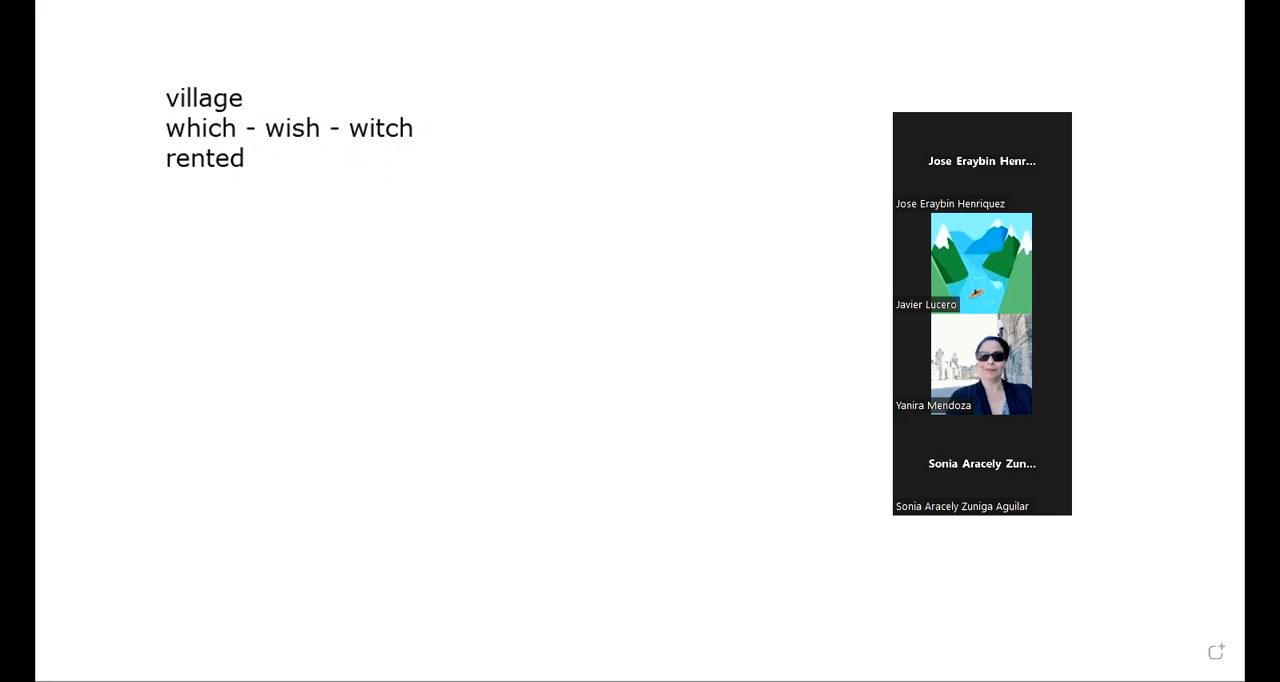 village
which - wish - witch
rented
Jose Eraybin Henr...
Jose Eraybin Henriquez
Javier Lucero
Yanira Mendoza
Sonia Aracely Zun...
Sonia Aracely Zuniga Aguilar